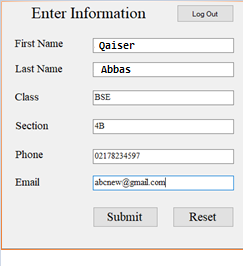 Enter Information Log Out
First Name Qaiser
Last Name Abbas
Class BSE
Section 4B
Phone 02178234597
Email abcnew@gmail.com
Submit Reset